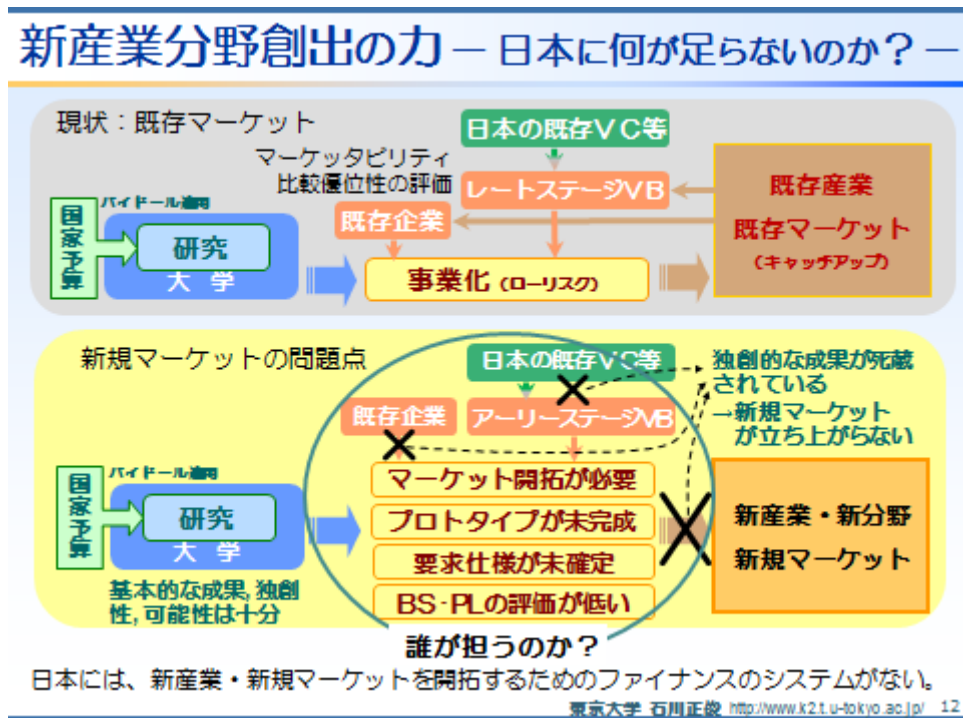 新産業分野創出の力 － 日本に何が足らないのか？ －
現状：既存マーケット
日本の既存ＶＣ等
マーケッタビリティ
比較優位性の評価
レートステージVB
既存企業
既存産業
既存マーケット
(キャッチアップ)
国家予算
バイドール適用
研究
大 学
事業化 (ローリスク)
新規マーケットの問題点
日本の既存ＶＣ等
独創的な成果が死蔵
されている
→新規マーケット
が立ち上がらない
既存企業
アーリーステージVB
国家予算
バイドール適用
研究
大 学
基本的な成果, 独創
性, 可能性は十分
マーケット開拓が必要
プロトタイプが未完成
要求仕様が未確定
BS･PLの評価が低い
新産業・新分野
新規マーケット
誰が担うのか？
日本には、新産業・新規マーケットを開拓するためのファイナンスのシステムがない。
東京大学 石川正俊 http://www.k2.t.u-tokyo.ac.jp/ 12